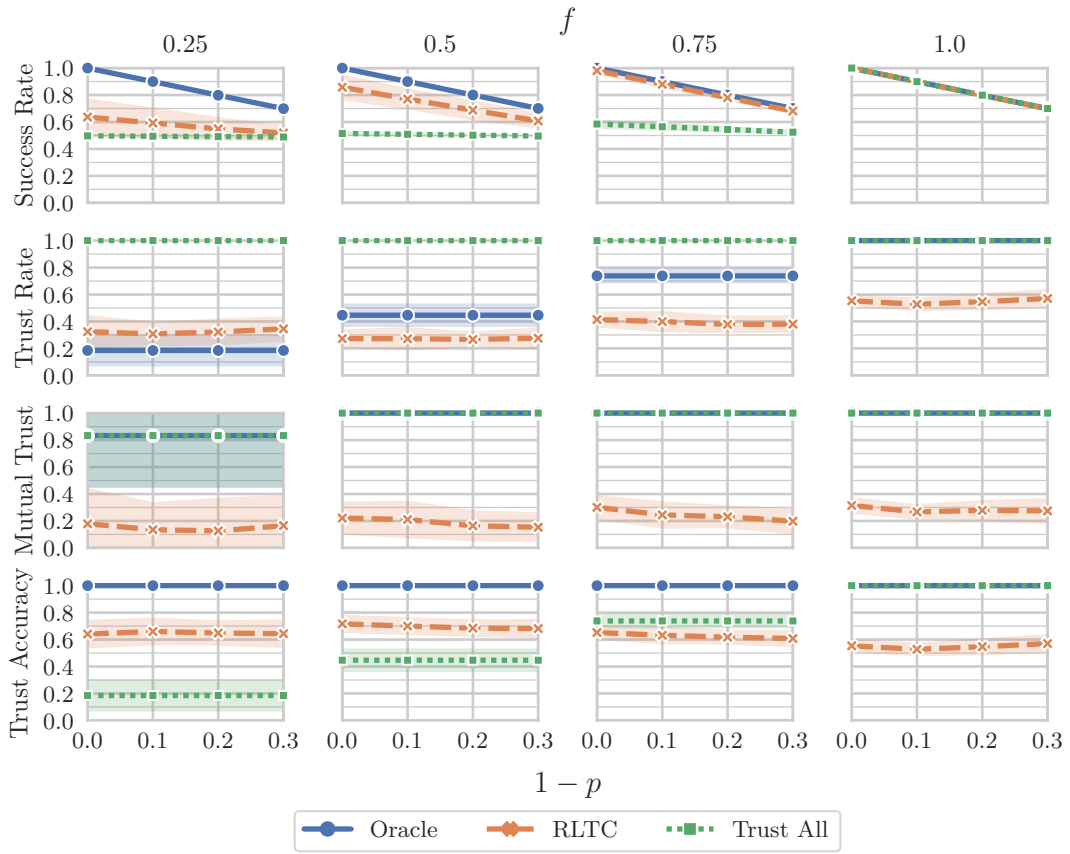 f
0.25 0.5 0.75 1.0
Success Rate
1.0
0.8
0.6
0.4
0.2
0.0
Trust Rate
1.0
0.8
0.6
0.4
0.2
0.0
Mutual Trust
1.0
0.8
0.6
0.4
0.2
0.0
Trust Accuracy
1.0
0.8
0.6
0.4
0.2
0.0
0.0 0.1 0.2 0.3 0.0 0.1 0.2 0.3 0.0 0.1 0.2 0.3 0.0 0.1 0.2 0.3
1 − p
Oracle RLTC Trust All